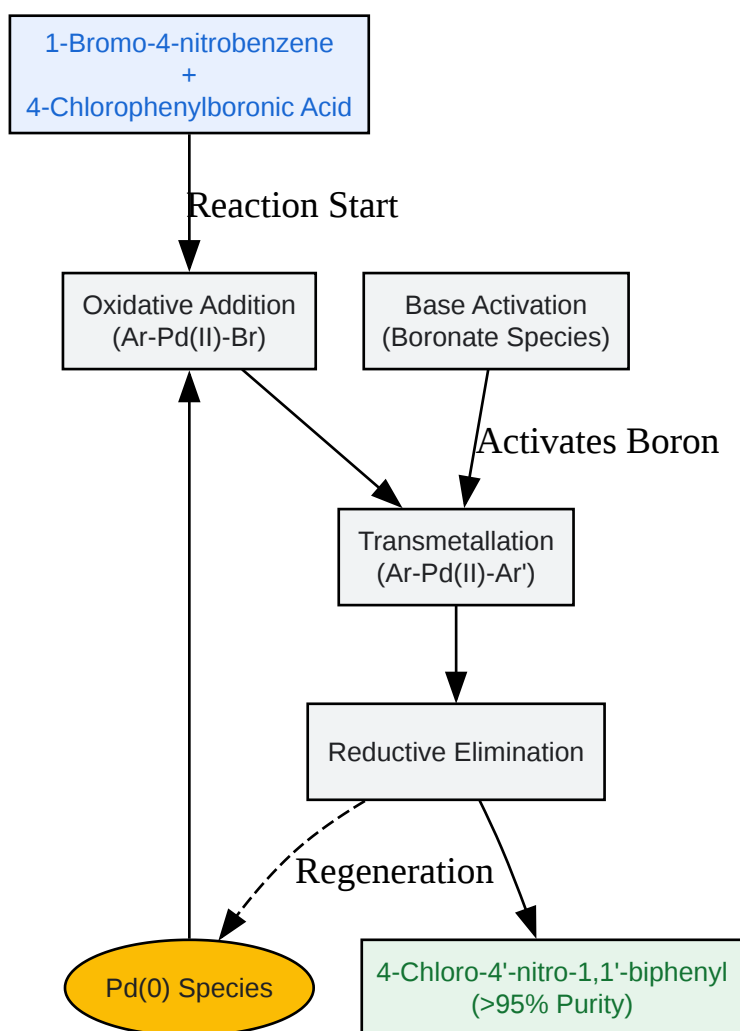 1-Bromo-4-nitrobenzene
+
4-Chlorophenylboronic Acid
Reaction Start
Oxidative Addition
(Ar-Pd(II)-Br)
Base Activation
(Boronate Species)
Activates Boron
Transmetallation
(Ar-Pd(II)-Ar')
Reductive Elimination
Regeneration
Pd(0) Species
4-Chloro-4'-nitro-1,1'-biphenyl
(>95% Purity)